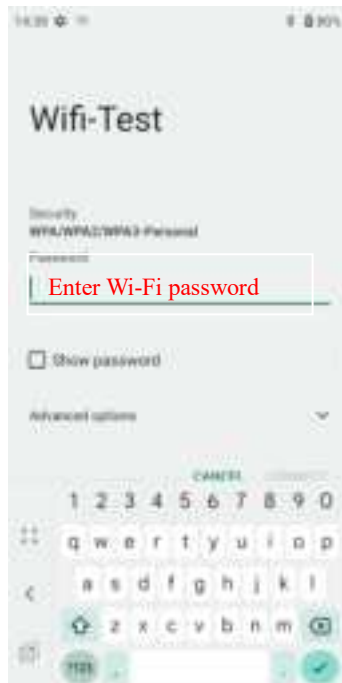 Wifi-Test
Security
WPA/WPA2/WPA3-Personal
Password
Enter Wi-Fi password
Show password
Advanced options
CANCEL
1 2 3 4 5 6 7 8 9 0
q w e r t y u i o p
a s d f g h j k l
z x c v b n m
?123 , .